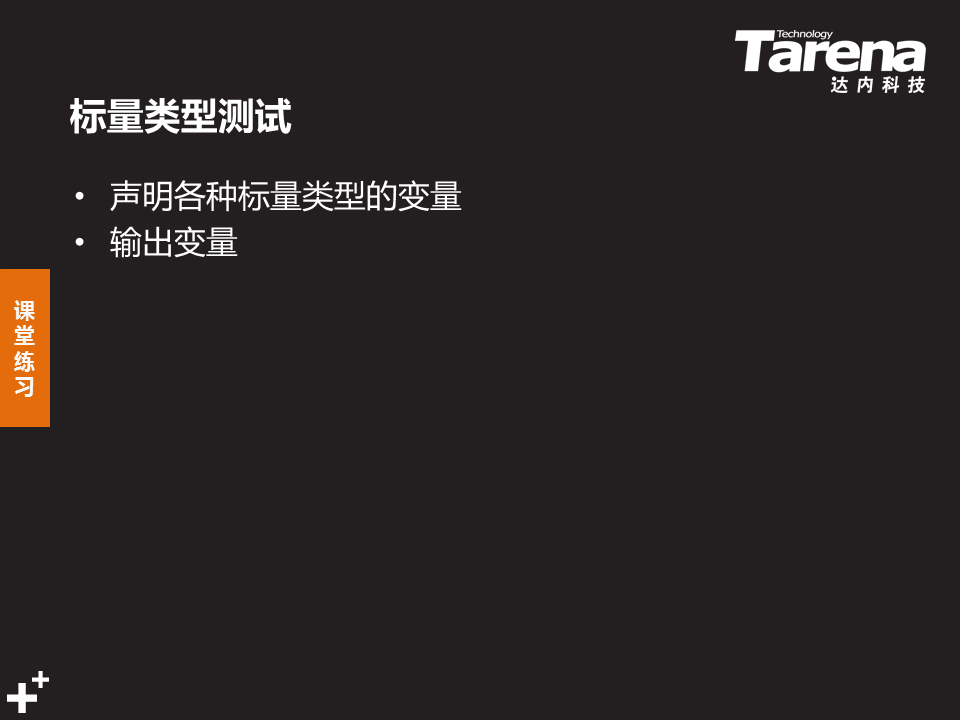 Technology
Tarena
达内科技
标量类型测试
• 声明各种标量类型的变量
• 输出变量
课
堂
练
习